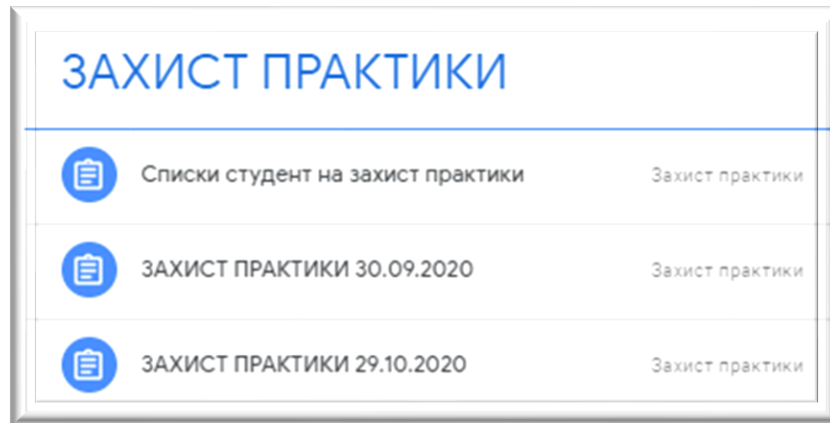 ЗАХИСТ ПРАКТИКИ
Списки студент на захист практики Захист практики
ЗАХИСТ ПРАКТИКИ 30.09.2020 Захист практики
ЗАХИСТ ПРАКТИКИ 29.10.2020 Захист практики